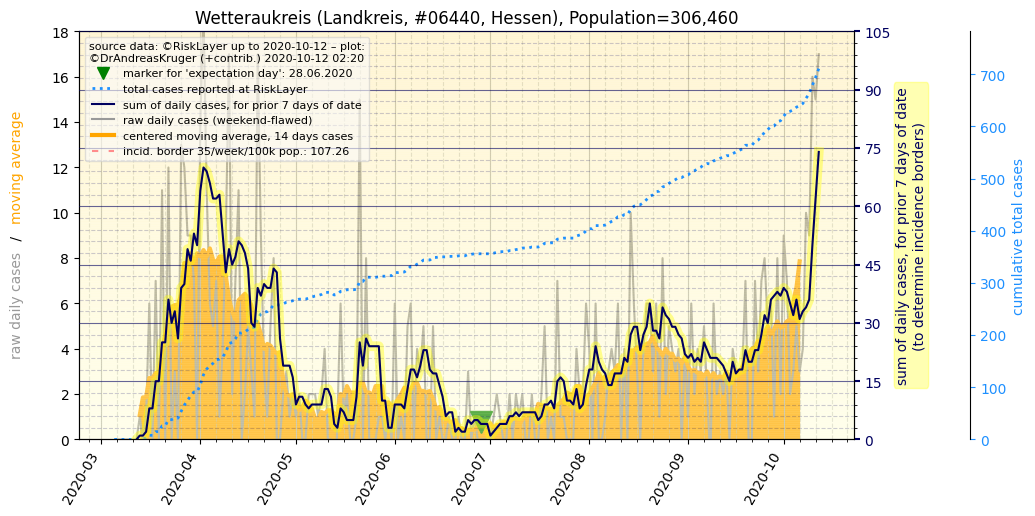 Wetteraukreis (Landkreis, #06440, Hessen), Population=306,460
source data: ©RiskLayer up to 2020-10-12 – plot:
©DrAndreasKruger (+contrib.) 2020-10-12 02:20
marker for 'expectation day': 28.06.2020
total cases reported at RiskLayer
sum of daily cases, for prior 7 days of date
raw daily cases (weekend-flawed)
centered moving average, 14 days cases
incid. border 35/week/100k pop.: 107.26
raw daily cases / moving average
18
16
14
12
10
8
6
4
2
0
2020-03
2020-04
2020-05
2020-06
2020-07
2020-08
2020-09
2020-10
105
90
75
60
45
30
15
0
sum of daily cases, for prior 7 days of date
(to determine incidence borders)
700
600
500
400
300
200
100
0
cumulative total cases